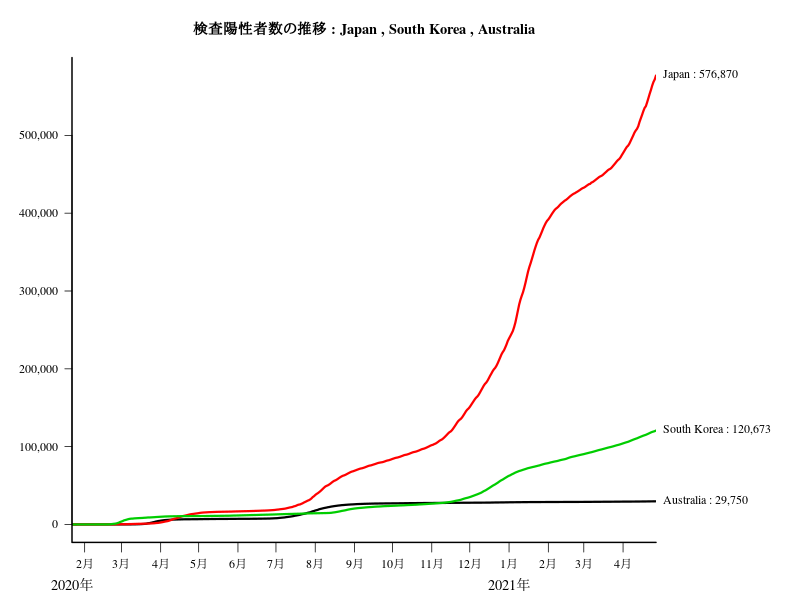 検査陽性者数の推移 : Japan , South Korea , Australia
Japan : 576,870
500,000
400,000
300,000
200,000
South Korea : 120,673
100,000
Australia : 29,750
0
2月 3月 4月 5月 6月 7月 8月 9月 10月 11月 12月 1月 2月 3月 4月
2020年 2021年